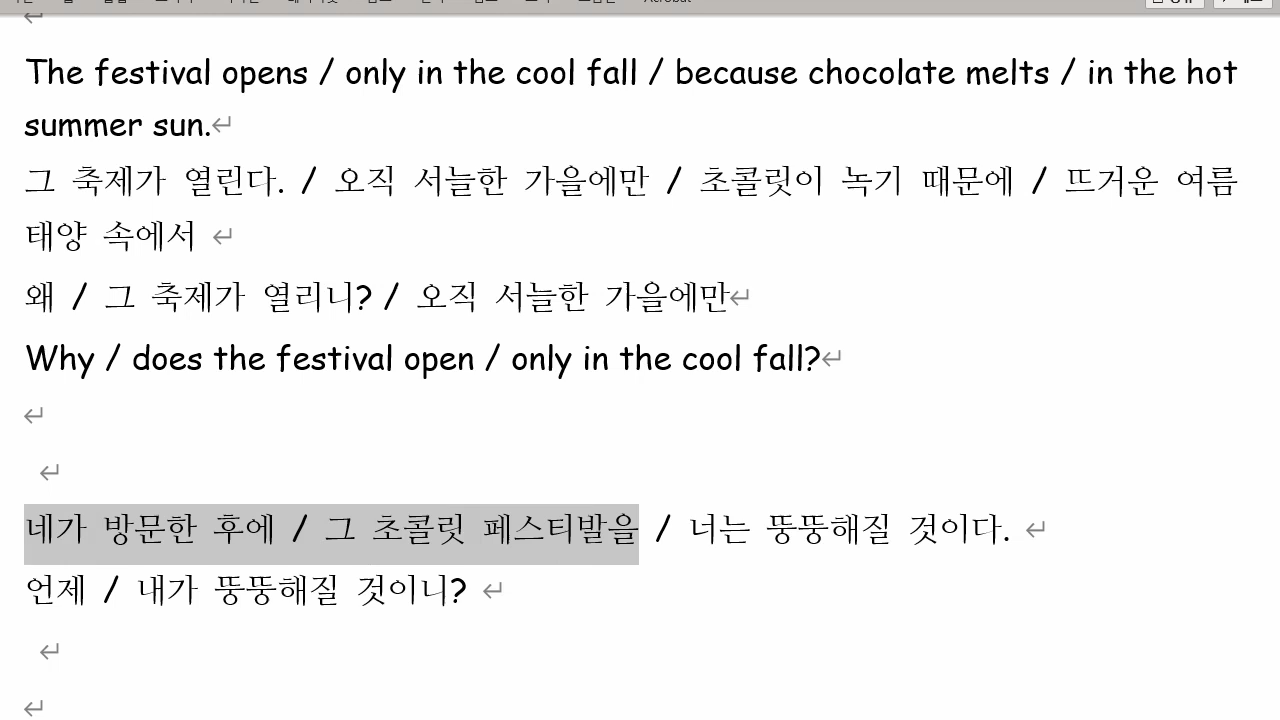 The festival opens / only in the cool fall / because chocolate melts / in the hot
summer sun.
그 축제가 열린다. / 오직 서늘한 가을에만 / 초콜릿이 녹기 때문에 / 뜨거운 여름
태양 속에서
왜 / 그 축제가 열리니? / 오직 서늘한 가을에만
Why / does the festival open / only in the cool fall?
네가 방문한 후에 / 그 초콜릿 페스티발을 / 너는 뚱뚱해질 것이다.
언제 / 내가 뚱뚱해질 것이니?